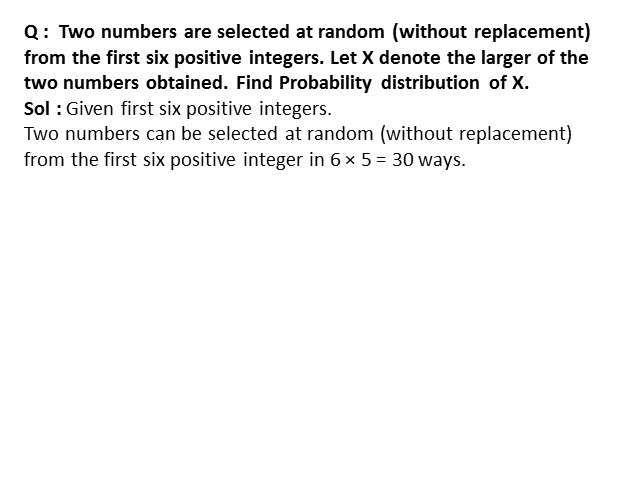 Q : Two numbers are selected at random (without replacement)
from the first six positive integers. Let X denote the larger of the
two numbers obtained. Find Probability distribution of X.
Sol : Given first six positive integers.
Two numbers can be selected at random (without replacement)
from the first six positive integer in 6 × 5 = 30 ways.